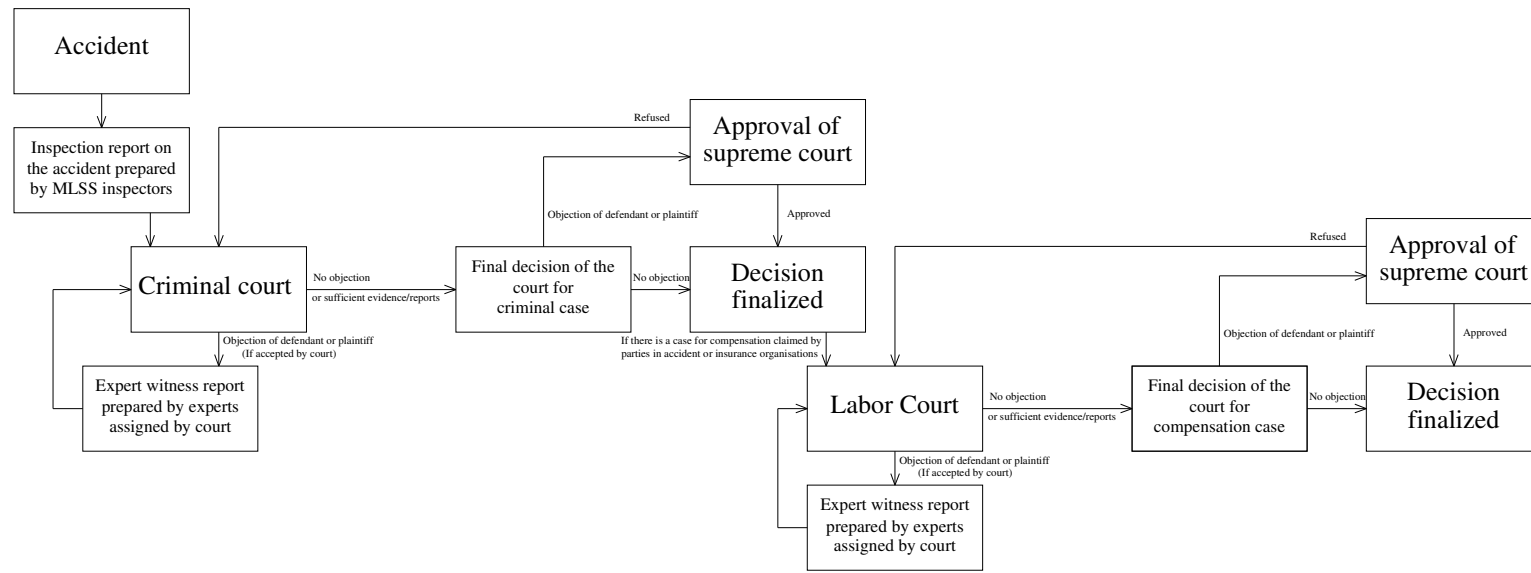 Accident
Inspection report on
the accident prepared
by MLSS inspectors
Refused
Approval of
supreme court
Objection of defendant or plaintiff
Approved
Criminal court
No objection
or sufficient evidence/reports
Final decision of the
court for
criminal case
No objection
Decision
finalized
Objection of defendant or plaintiff
(If accepted by court)
Expert witness report
prepared by experts
assigned by court
If there is a case for compensation claimed by
parties in accident or insurance organisations
Refused
Approval of
supreme court
Objection of defendant or plaintiff
Approved
Labor Court
No objection
or sufficient evidence/reports
Final decision of the
court for
compensation case
No objection
Decision
finalized
Objection of defendant or plaintiff
(If accepted by court)
Expert witness report
prepared by experts
assigned by court